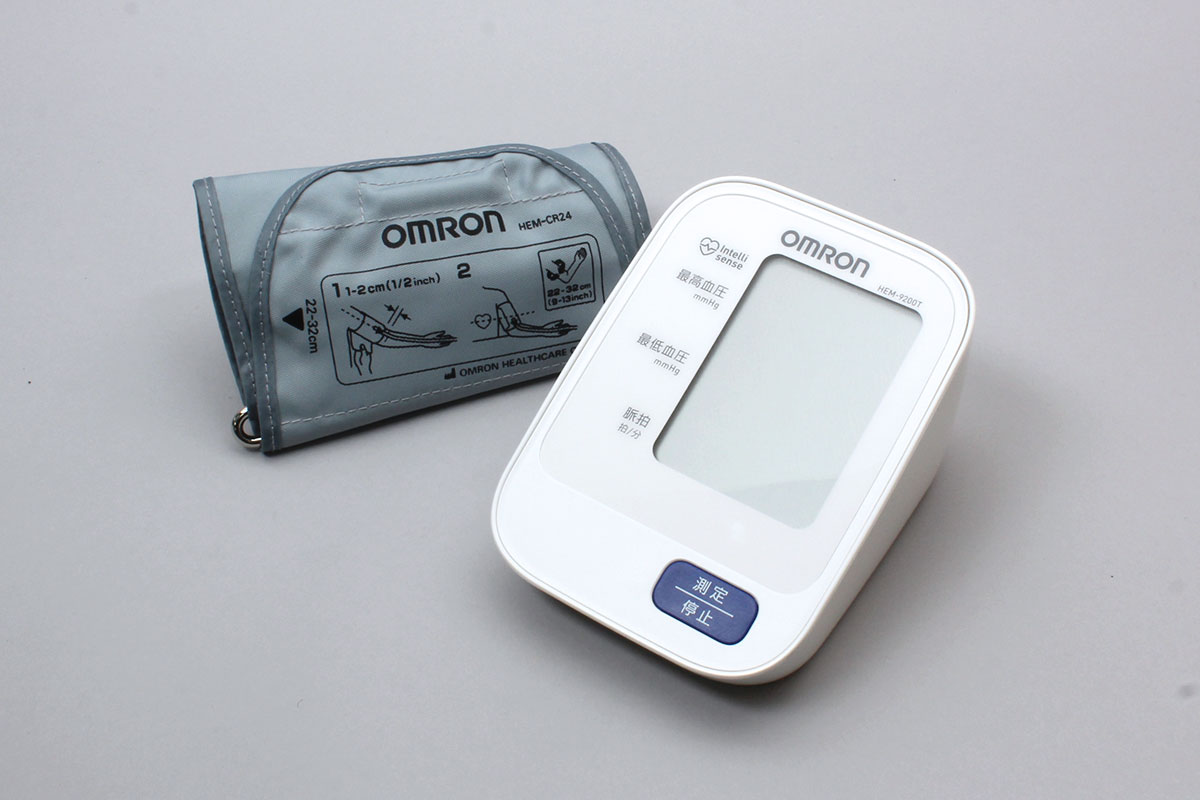 OMRON HEM-CR24
1 1-2cm(1/2inch)
2
22-32cm
(9-13inch)
22-32cm
OMRON HEALTHCARE
OMRON
HEM-9200T
Intelli
sense
最高血圧
mmHg
最低血圧
mmHg
脈拍
拍/分
測定
停止